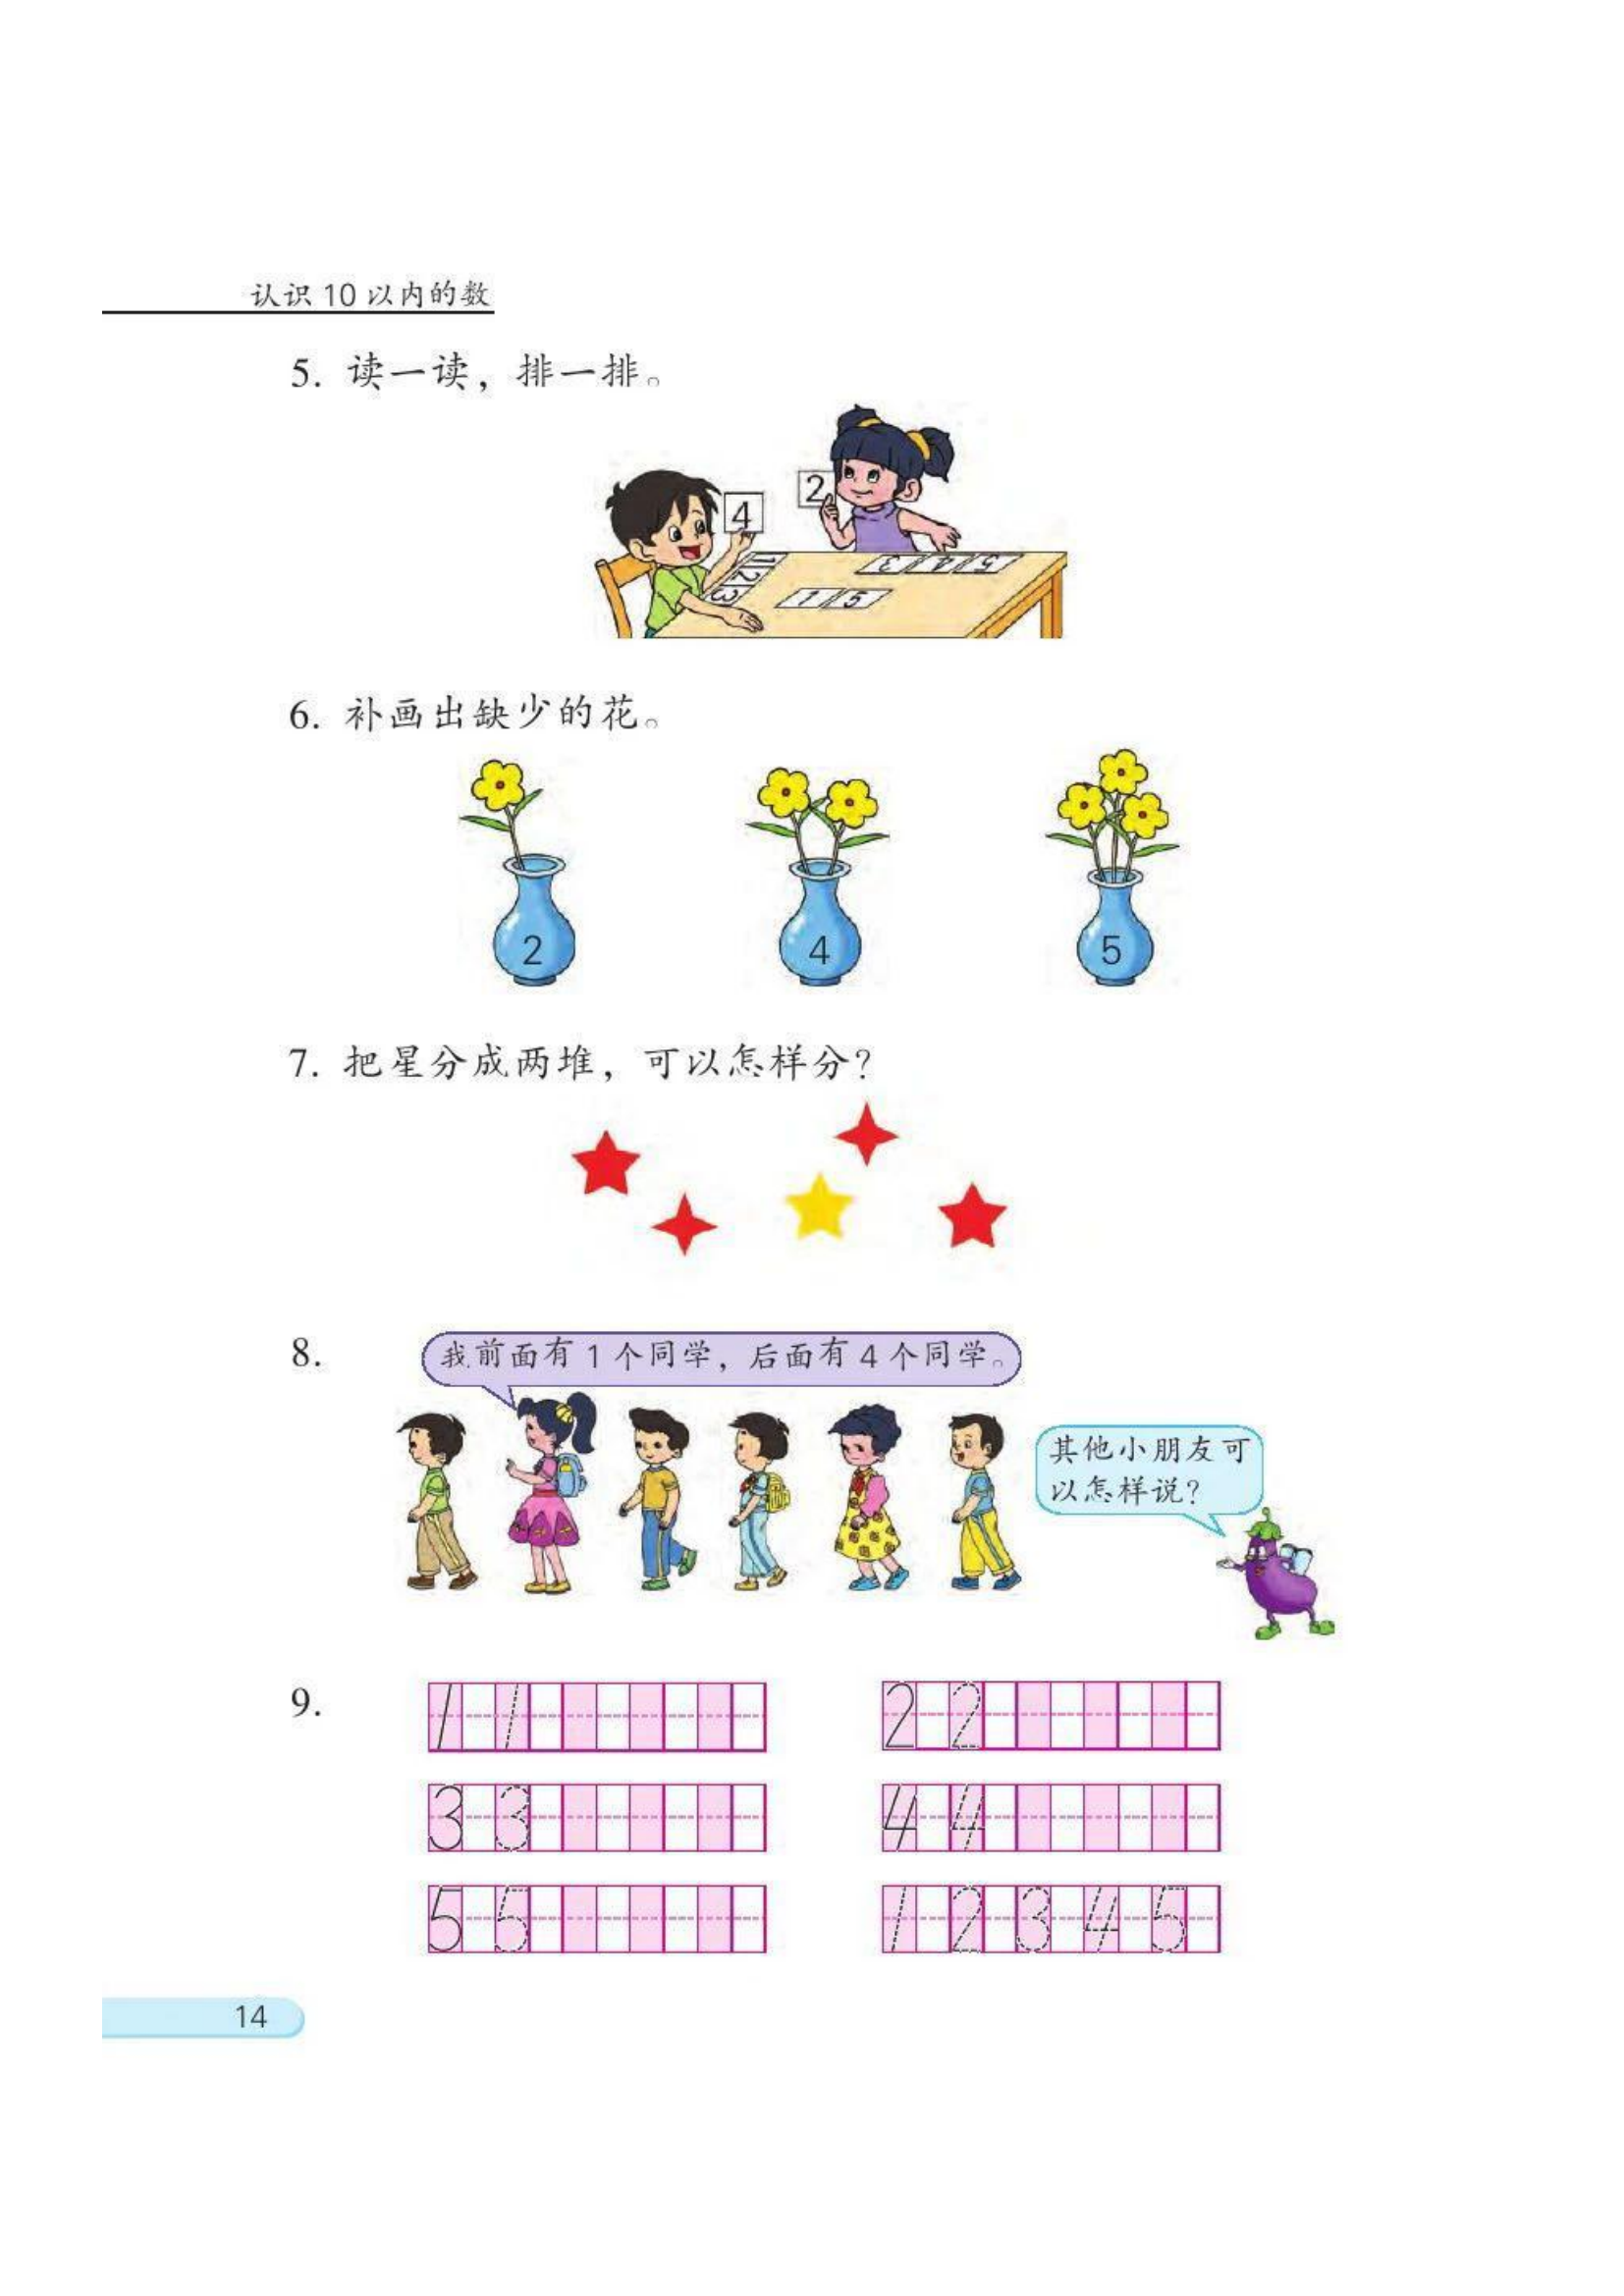 认识 10 以内的数
5. 读一读，排一排。
4
2
1 2 3
3 4 5
1 5
6. 补画出缺少的花。
2 4 5
7. 把星分成两堆，可以怎样分？
8.
我前面有 1 个同学，后面有 4 个同学。
其他小朋友可
以怎样说？
9.
1 1
2 2
3 3
4 4
5 5
1 2 3 4 5
14